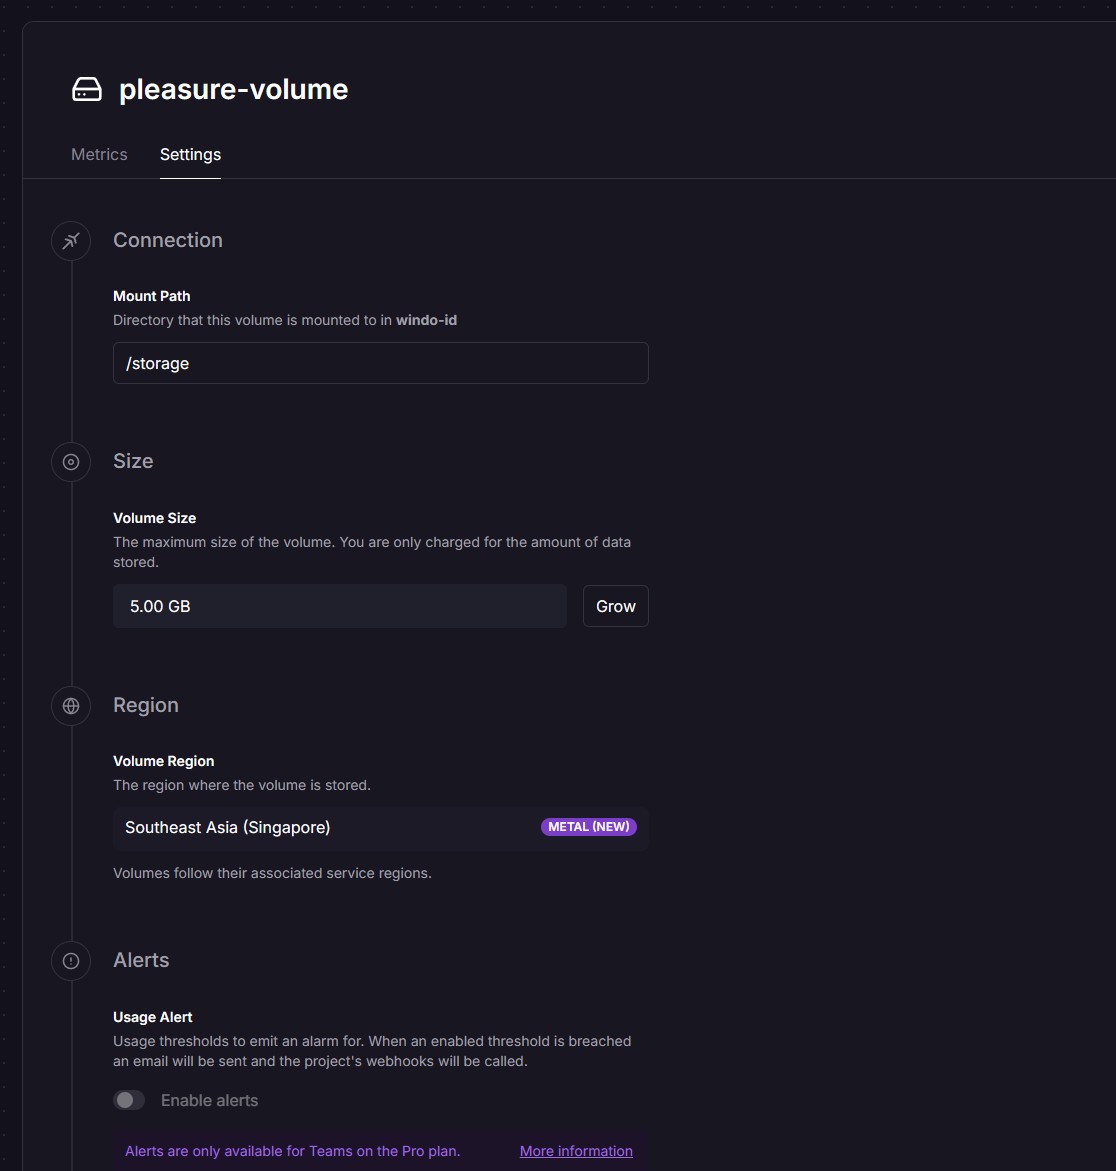 pleasure-volume
Metrics
Settings
Connection
Mount Path
Directory that this volume is mounted to in windo-id
/storage
Size
Volume Size
The maximum size of the volume. You are only charged for the amount of data
stored.
5.00 GB
Grow
Region
Volume Region
The region where the volume is stored.
Southeast Asia (Singapore)
METAL (NEW)
Volumes follow their associated service regions.
Alerts
Usage Alert
Usage thresholds to emit an alarm for. When an enabled threshold is breached
an email will be sent and the project's webhooks will be called.
Enable alerts
Alerts are only available for Teams on the Pro plan.
More information